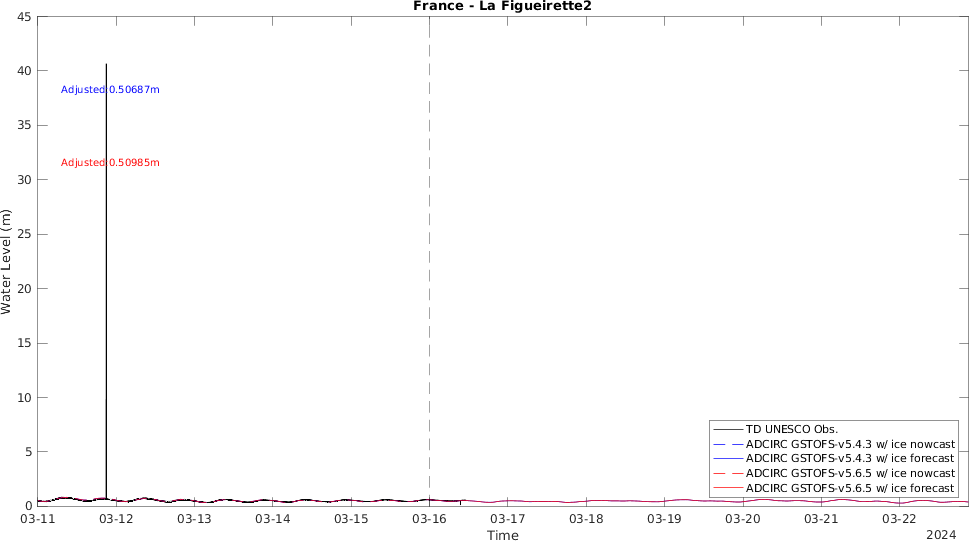 France - La Figueirette2
45
40
35
30
25
20
15
10
5
0
Water Level (m)
Adjusted 0.50687m
Adjusted 0.50985m
TD UNESCO Obs.
ADCIRC GSTOFS-v5.4.3 w/ ice nowcast
ADCIRC GSTOFS-v5.4.3 w/ ice forecast
ADCIRC GSTOFS-v5.6.5 w/ ice nowcast
ADCIRC GSTOFS-v5.6.5 w/ ice forecast
03-11 03-12 03-13 03-14 03-15 03-16 03-17 03-18 03-19 03-20 03-21 03-22
Time
2024